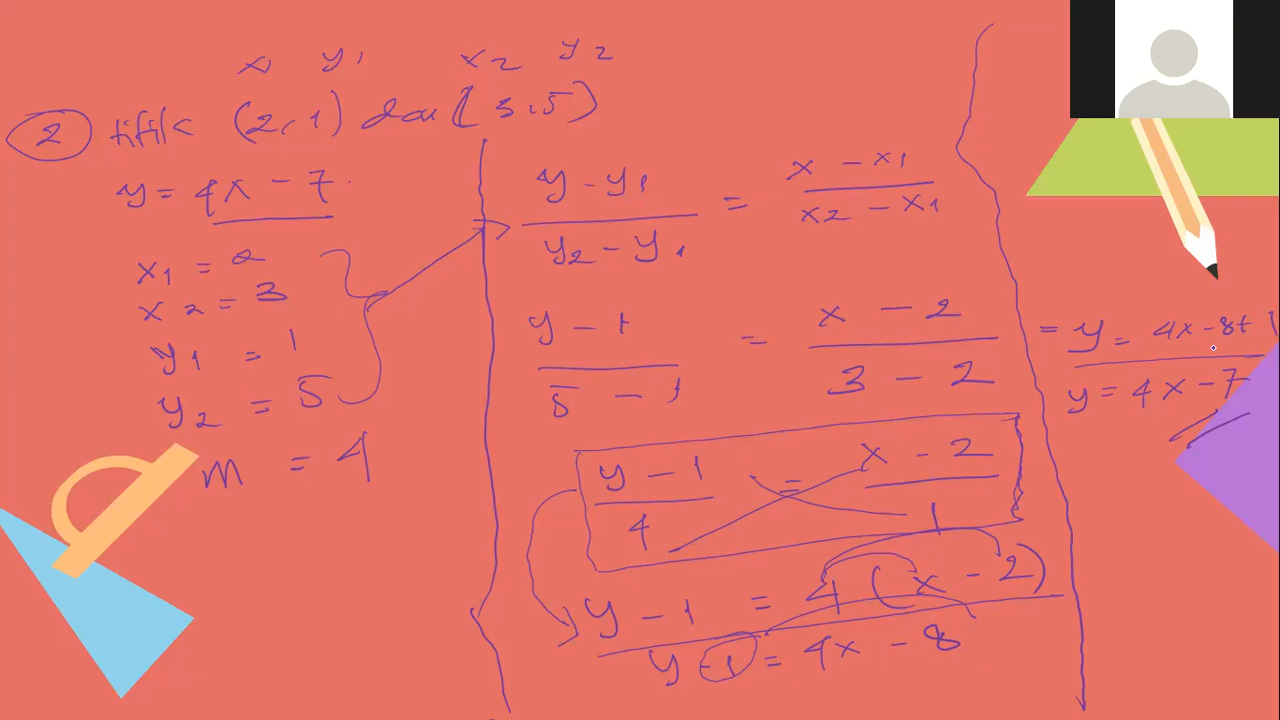 x1 y1 x2 y2
2 titik (2,1) dan (3,5)
y = 4x - 7
x1 = 2
x2 = 3
y1 = 1
y2 = 5
m = 4
y - y1 / y2 - y1 = x - x1 / x2 - x1
y - 1 / 5 - 1 = x - 2 / 3 - 2
y - 1 / 4 = x - 2 / 1
y - 1 = 4(x - 2)
y - 1 = 4x - 8
= y = 4x - 8 + 1
y = 4x - 7